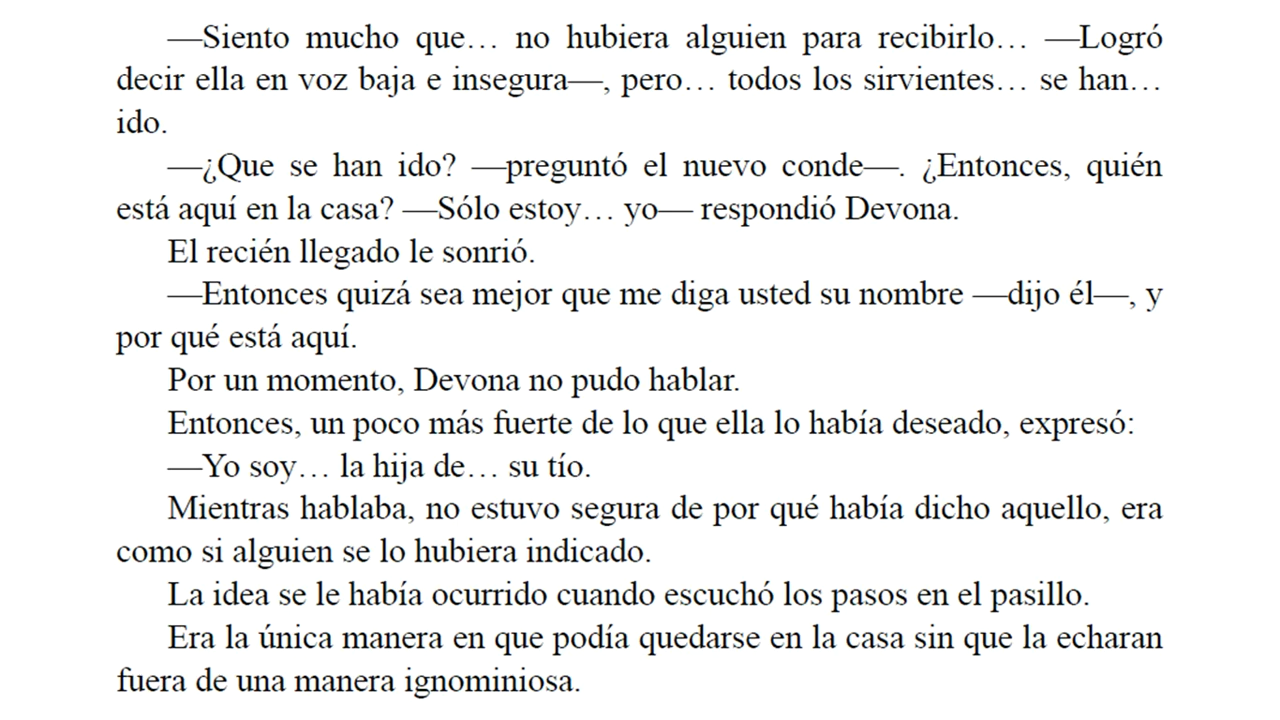 —Siento mucho que… no hubiera alguien para recibirlo… —Logró
decir ella en voz baja e insegura—, pero… todos los sirvientes… se han…
ido.
—¿Que se han ido? —preguntó el nuevo conde—. ¿Entonces, quién
está aquí en la casa? —Sólo estoy… yo— respondió Devona.
El recién llegado le sonrió.
—Entonces quizá sea mejor que me diga usted su nombre —dijo él—, y
por qué está aquí.
Por un momento, Devona no pudo hablar.
Entonces, un poco más fuerte de lo que ella lo había deseado, expresó:
—Yo soy… la hija de… su tío.
Mientras hablaba, no estuvo segura de por qué había dicho aquello, era
como si alguien se lo hubiera indicado.
La idea se le había ocurrido cuando escuchó los pasos en el pasillo.
Era la única manera en que podía quedarse en la casa sin que la echaran
fuera de una manera ignominiosa.